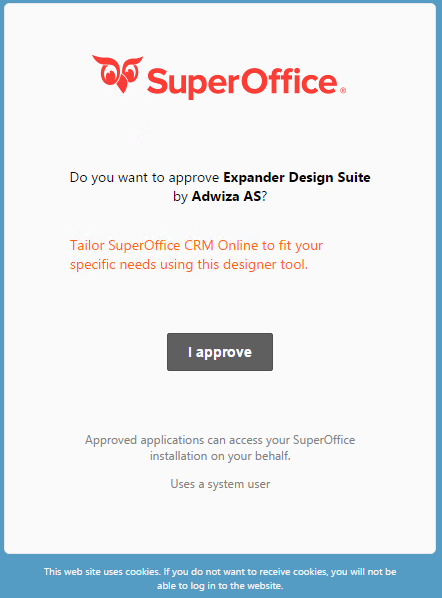 SuperOffice®
Do you want to approve Expander Design Suite
by Adwiza AS?
Tailor SuperOffice CRM Online to fit your
specific needs using this designer tool.
I approve
Approved applications can access your SuperOffice
installation on your behalf.
Uses a system user
This web site uses cookies. If you do not want to receive cookies, you will not be
able to log in to the website.